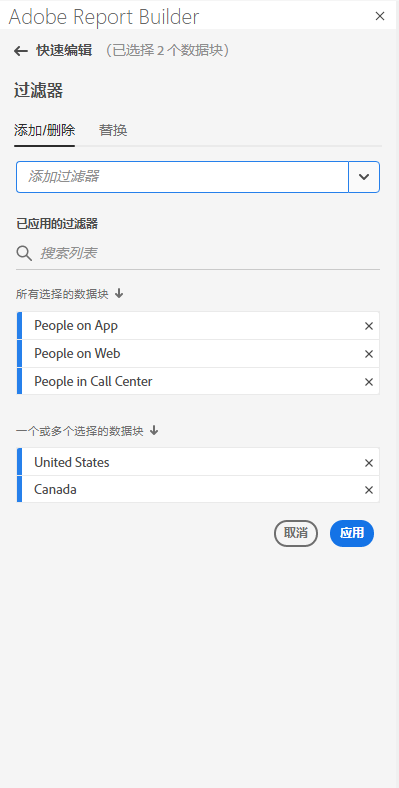 Adobe Report Builder
快速编辑 （已选择 2 个数据块）
过滤器
添加/删除 替换
添加过滤器
已应用的过滤器
搜索列表
所有选择的数据块
People on App
People on Web
People in Call Center
一个或多个选择的数据块
United States
Canada
取消 应用